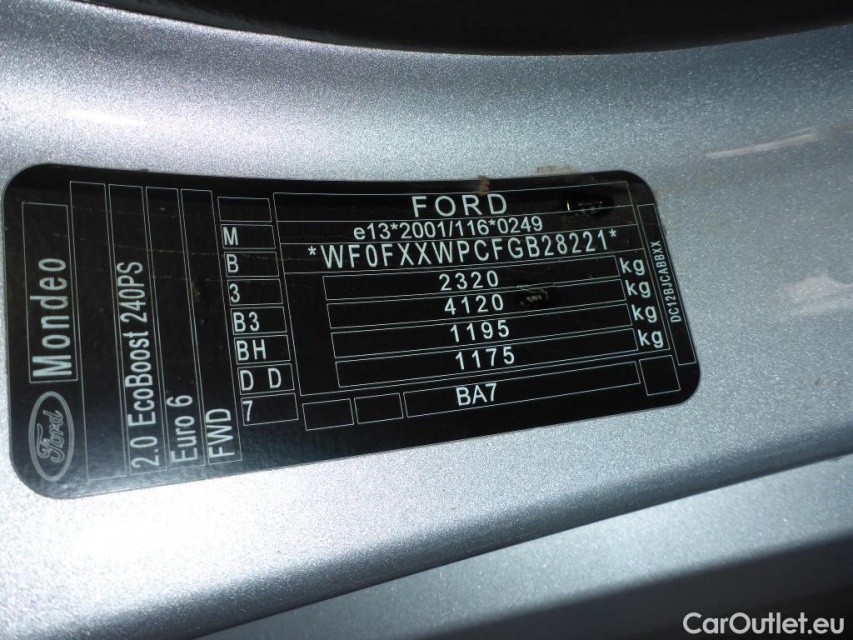 FORD
e13*2001/116*0249
*WF0FXXWPCFGB28221*
2320 kg
4120 kg
1195 kg
1175 kg
BA7
M
B
3
B3
BH
D D
7
Mondeo
Ford
2.0 EcoBoost 240PS
Euro 6
FWD
DC12BJCABBXX
CarOutlet.eu